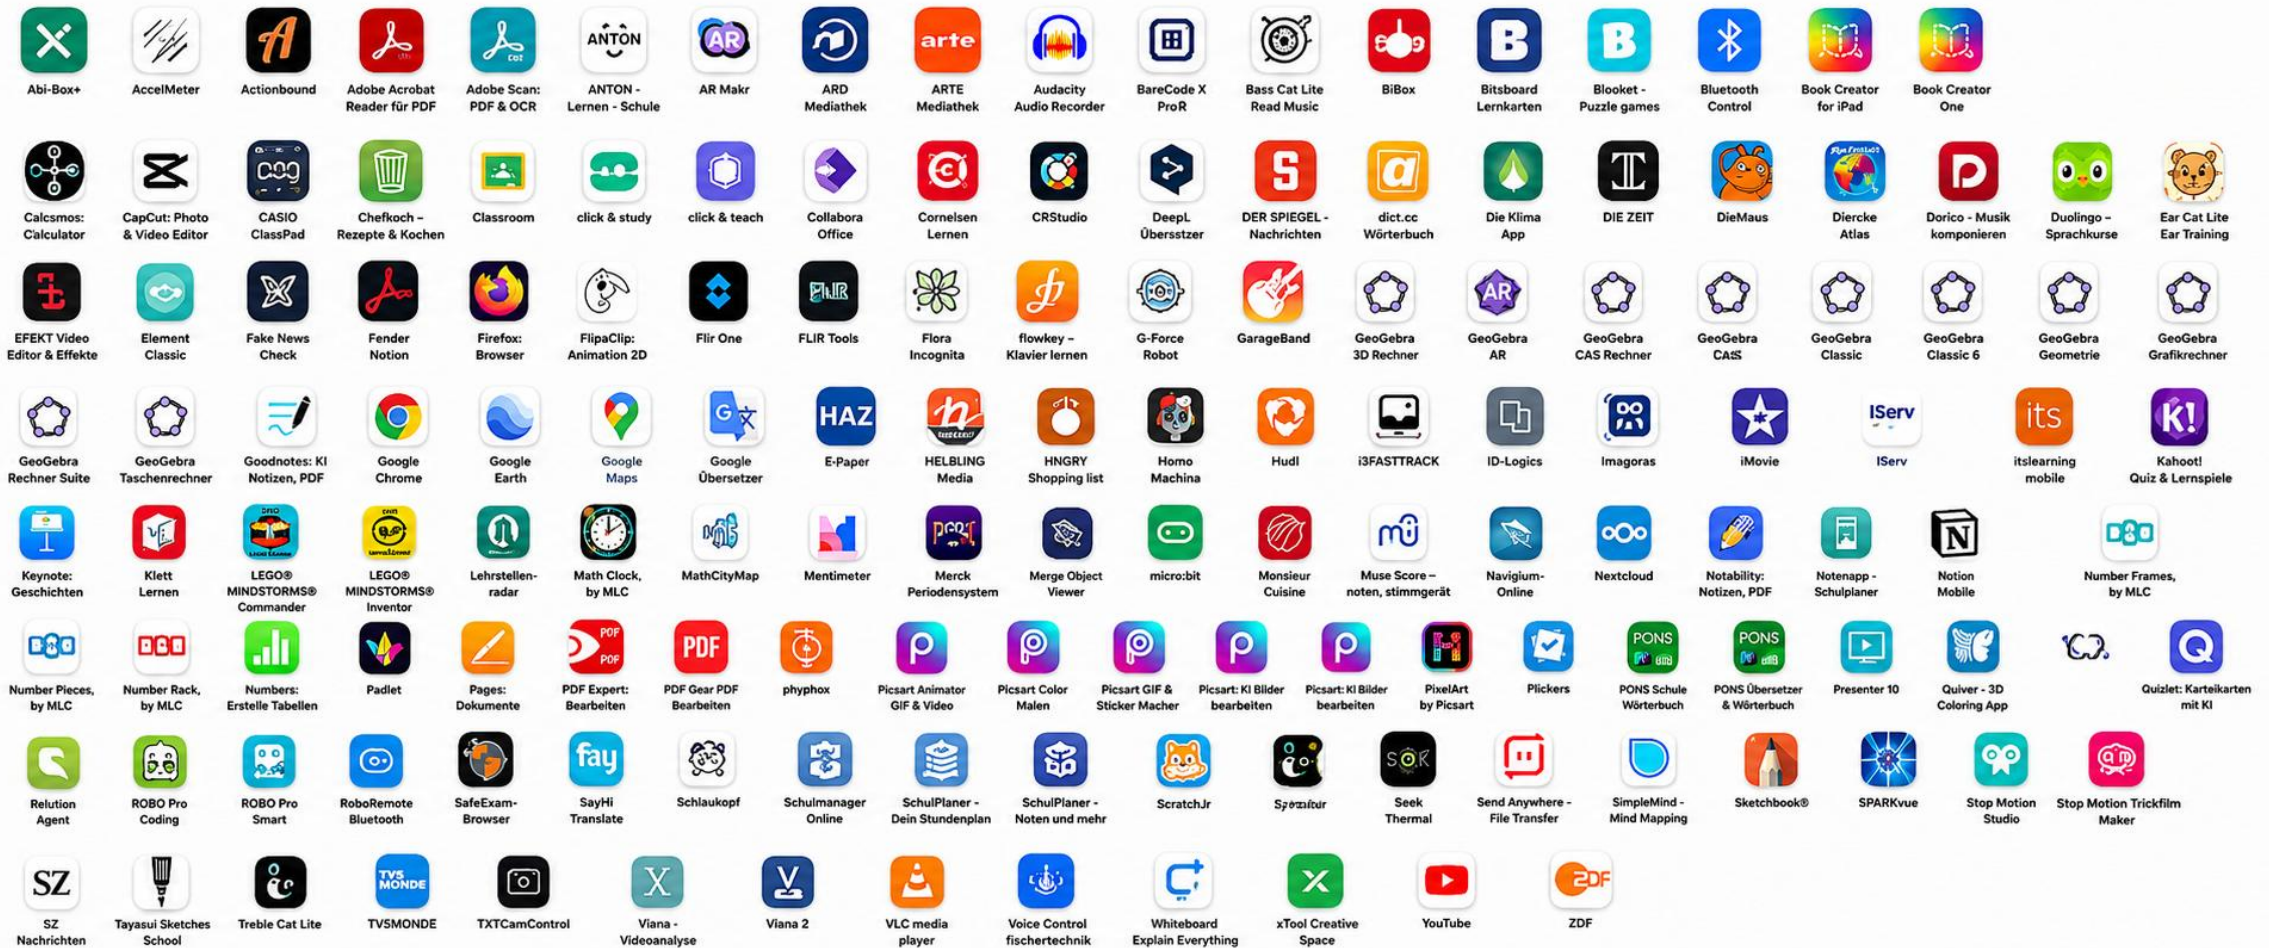 Abi-Box+
AccelMeter
A
Actionbound
Adobe Acrobat
Reader für PDF
Adobe Scan:
PDF & OCR
ANTON
ANTON -
Lernen - Schule
AR
AR Makr
ARD
Mediathek
arte
ARTE
Mediathek
Audacity
Audio Recorder
BareCode X
ProR
Bass Cat Lite
Read Music
BiBox
B
Bitsboard
Lernkarten
B
Blooket -
Puzzle games
Bluetooth
Control
Book Creator
for iPad
Book Creator
One
Calcsmos:
Calculator
CapCut: Photo
& Video Editor
CASIO
ClassPad
Chefkoch –
Rezepte & Kochen
Classroom
click & study
click & teach
Collabora
Office
C
Cornelsen
Lernen
CRStudio
DeepL
Übersstzer
S
DER SPIEGEL -
Nachrichten
a
dict.cc
Wörterbuch
Die Klima
App
DIE ZEIT
DieMaus
Diercke
Atlas
D
Dorico - Musik
komponieren
Duolingo –
Sprachkurse
Ear Cat Lite
Ear Training
EFEKT Video
Editor & Effekte
Element
Classic
Fake News
Check
Fender
Notion
Firefox:
Browser
FlipaClip:
Animation 2D
Flir One
FLIR Tools
Flora
Incognita
flowkey –
Klavier lernen
G-Force
Robot
GarageBand
GeoGebra
3D Rechner
AR
GeoGebra
AR
GeoGebra
CAS Rechner
GeoGebra
CAtS
GeoGebra
Classic
GeoGebra
Classic 6
GeoGebra
Geometrie
GeoGebra
Grafikrechner
GeoGebra
Rechner Suite
GeoGebra
Taschenrechner
Goodnotes: KI
Notizen, PDF
Google
Chrome
Google
Earth
Google
Maps
G
文
Google
Übersetzer
HAZ
E-Paper
HELBLING
Media
HNGRY
Shopping list
Homo
Machina
Hudl
i3FASTTRACK
ID-Logics
Imagoras
iMovie
IServ
IServ
its
itslearning
mobile
K!
Kahoot!
Quiz & Lernspiele
Keynote:
Geschichten
Klett
Lernen
LEGO®
MINDSTORMS®
Commander
LEGO®
MINDSTORMS®
Inventor
Lehrstellen-
radar
Math Clock,
by MLC
MathCityMap
Mentimeter
Merck
Periodensystem
Merge Object
Viewer
micro:bit
Monsieur
Cuisine
Muse Score –
noten, stimmgerät
Navigium-
Online
Nextcloud
Notability:
Notizen, PDF
Notenapp -
Schulplaner
N
Notion
Mobile
Number Frames,
by MLC
Number Pieces,
by MLC
Number Rack,
by MLC
Numbers:
Erstelle Tabellen
Padlet
Pages:
Dokumente
POF
POF
PDF Expert:
Bearbeiten
PDF
PDF Gear PDF
Bearbeiten
phyphox
P
Picsart Animator
GIF & Video
P
Picsart Color
Malen
P
Picsart GIF &
Sticker Macher
P
Picsart: KI Bilder
bearbeiten
P
Picsart: KI Bilder
bearbeiten
PixelArt
by Picsart
Plickers
PONS
PONS Schule
Wörterbuch
PONS
PONS Übersetzer
& Wörterbuch
Presenter 10
Quiver - 3D
Coloring App
Q
Quizlet: Karteikarten
mit KI
Relution
Agent
ROBO Pro
Coding
ROBO Pro
Smart
RoboRemote
Bluetooth
SafeExam-
Browser
fay
SayHi
Translate
Schlaukopf
Schulmanager
Online
SchulPlaner -
Dein Stundenplan
SchulPlaner -
Noten und mehr
ScratchJr
Seek
Thermal
Send Anywhere -
File Transfer
SimpleMind -
Mind Mapping
Sketchbook®
SPARKvue
Stop Motion
Studio
Stop Motion Trickfilm
Maker
SZ
SZ
Nachrichten
Tayasui Sketches
School
Treble Cat Lite
TV5
MONDE
TV5MONDE
TXTCamControl
X
Viana -
Videoanalyse
Viana 2
VLC media
player
Voice Control
fischertechnik
Whiteboard
Explain Everything
xTool Creative
Space
YouTube
ZDF
ZDF